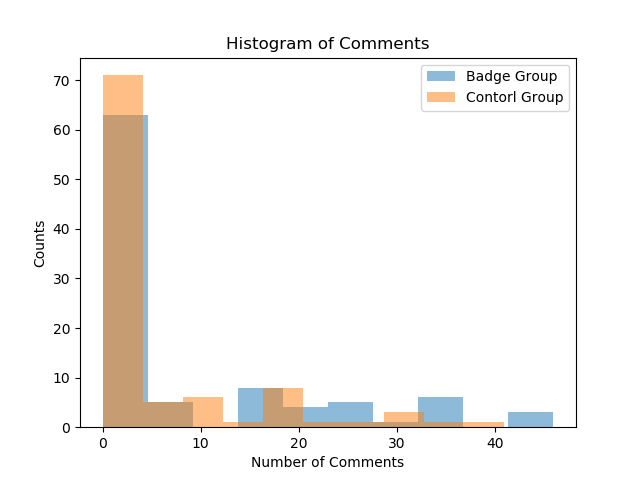 Histogram of Comments
Badge Group
Contorl Group
70
60
50
40
30
20
10
0
Counts
0 10 20 30 40
Number of Comments